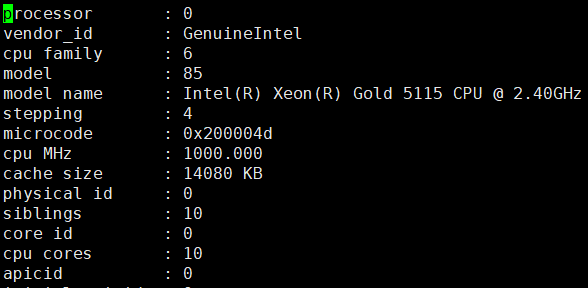 processor : 0
vendor_id : GenuineIntel
cpu family : 6
model : 85
model name : Intel(R) Xeon(R) Gold 5115 CPU @ 2.40GHz
stepping : 4
microcode : 0x200004d
cpu MHz : 1000.000
cache size : 14080 KB
physical id : 0
siblings : 10
core id : 0
cpu cores : 10
apicid : 0